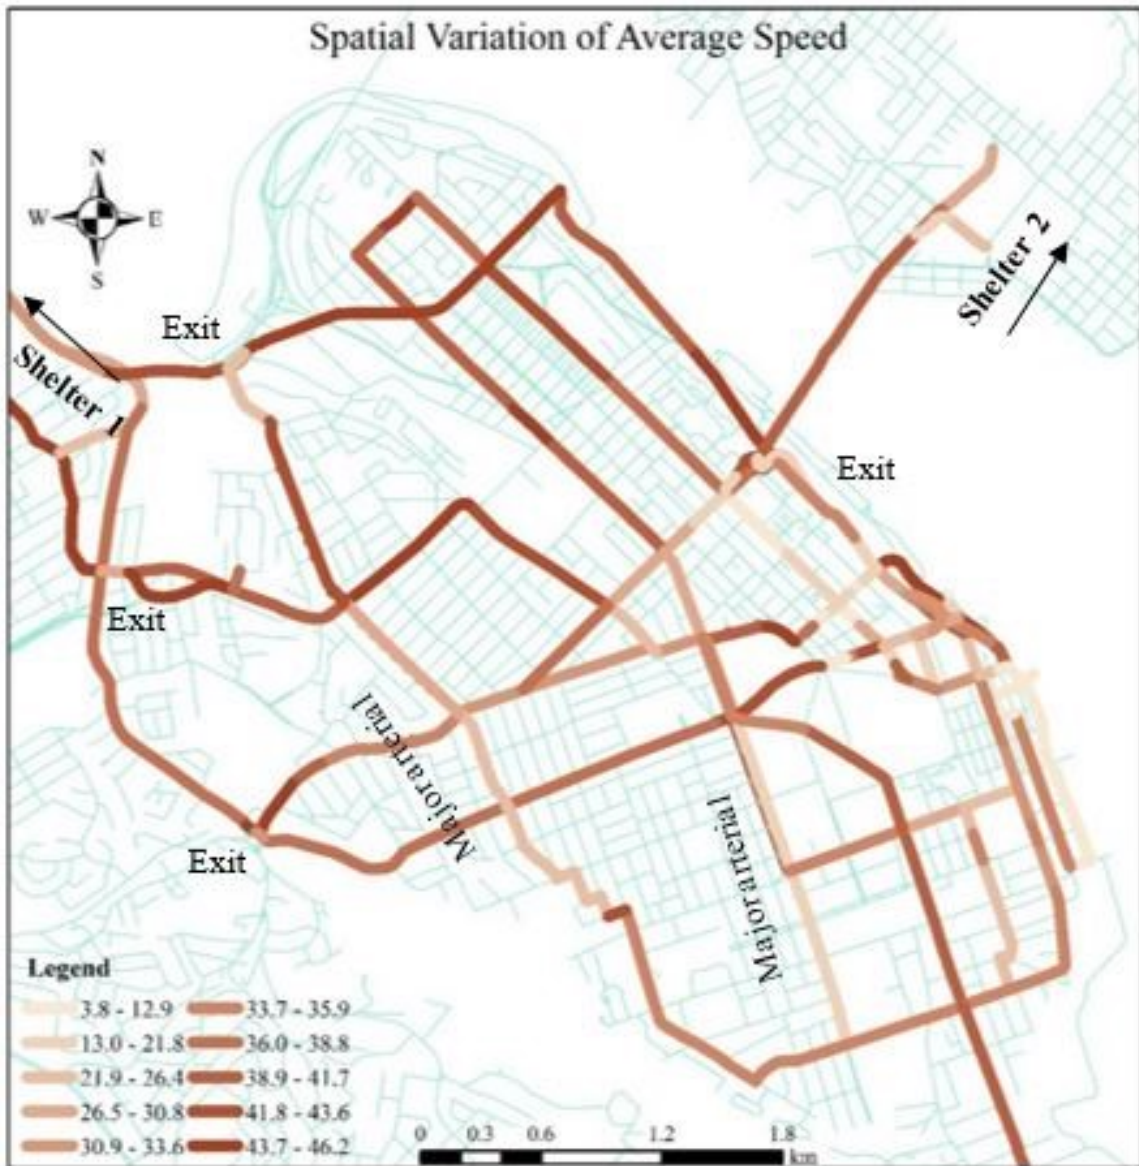 Spatial Variation of Average Speed
N
W E
S
Shelter 2
Exit
Shelter 1
Exit
Exit
Majorarterial
Majorarterial
Exit
Legend
3.8 - 12.9 33.7 - 35.9
13.0 - 21.8 36.0 - 38.8
21.9 - 26.4 38.9 - 41.7
26.5 - 30.8 41.8 - 43.6
30.9 - 33.6 43.7 - 46.2
0 0.3 0.6 1.2 1.8
km